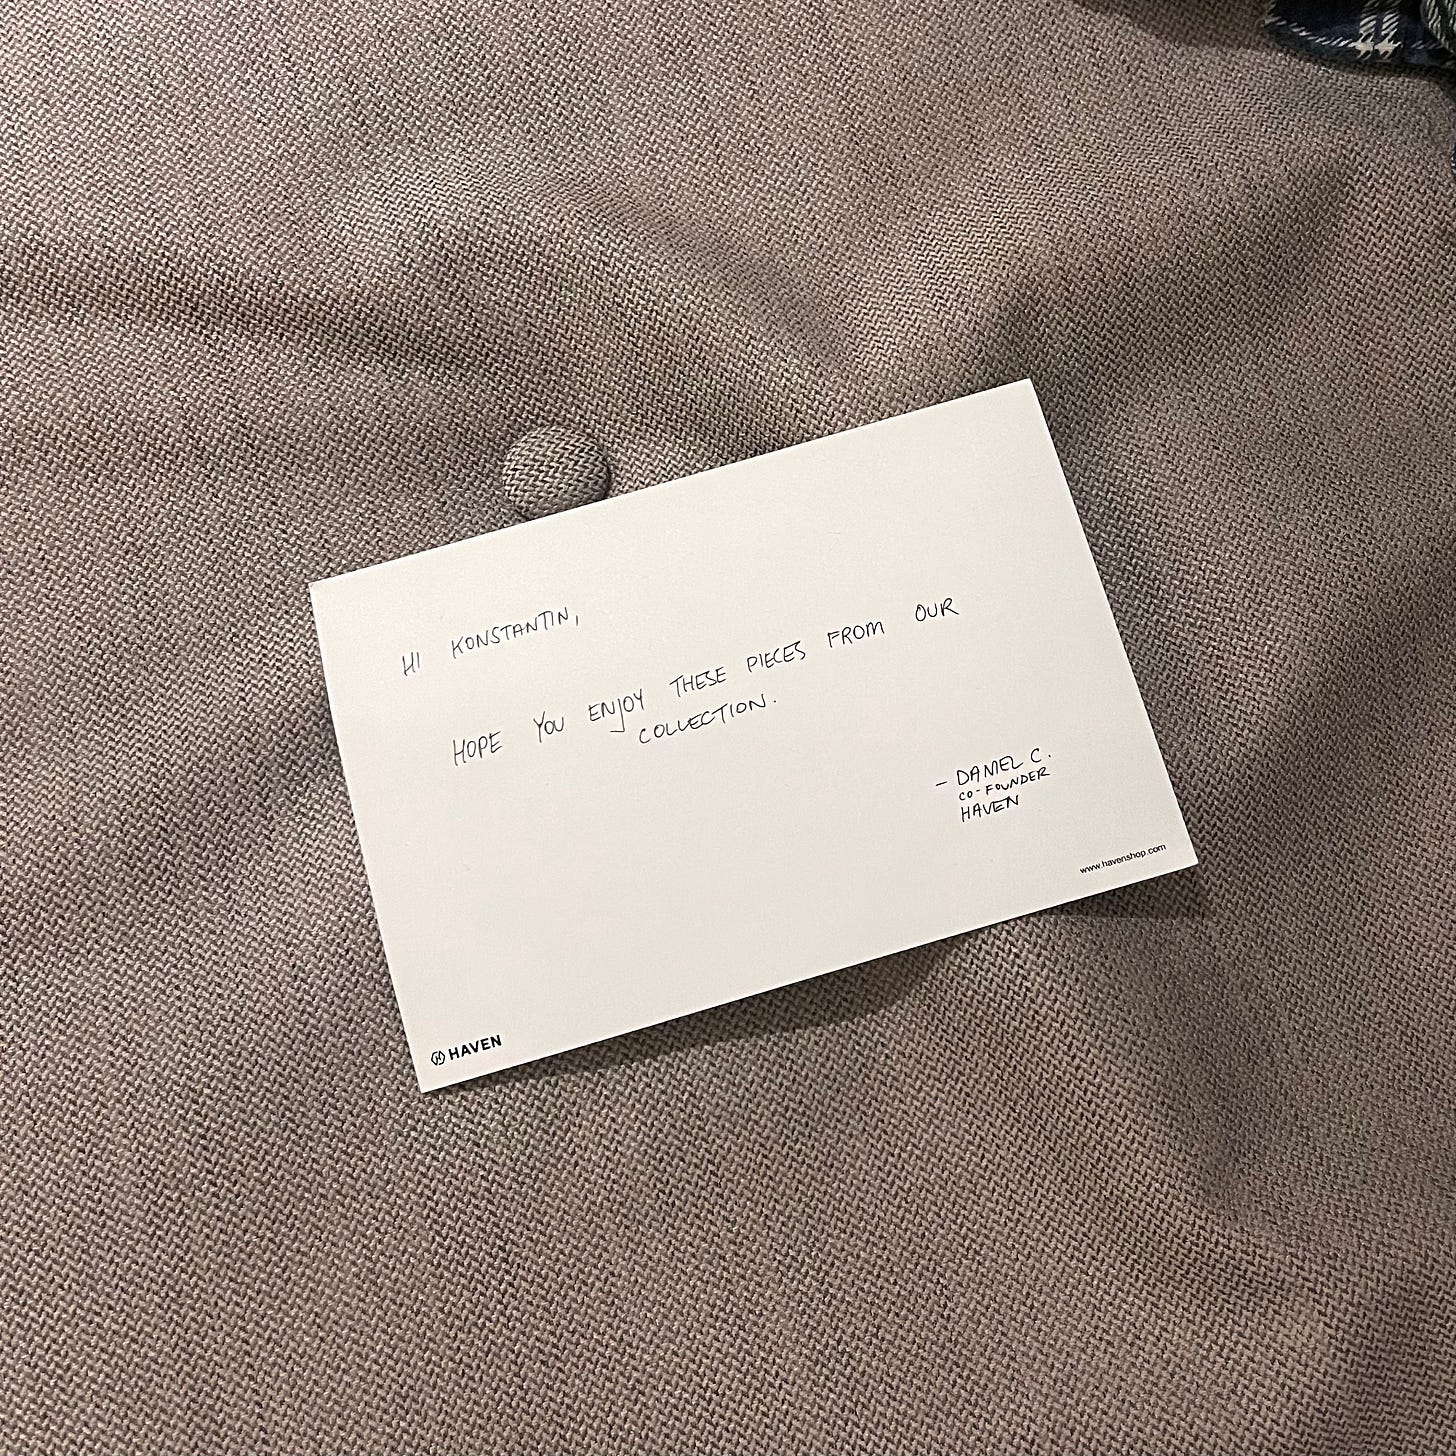 HI KONSTANTIN,
HOPE YOU ENJOY THESE PIECES FROM OUR
COLLECTION.
- DANIEL C.
CO-FOUNDER
HAVEN
www.havenshop.com
HAVEN